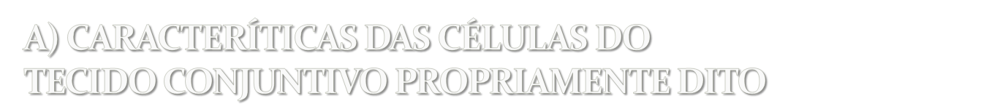 A) CARACTERÍTICAS DAS CÉLULAS DO
TECIDO CONJUNTIVO PROPRIAMENTE DITO